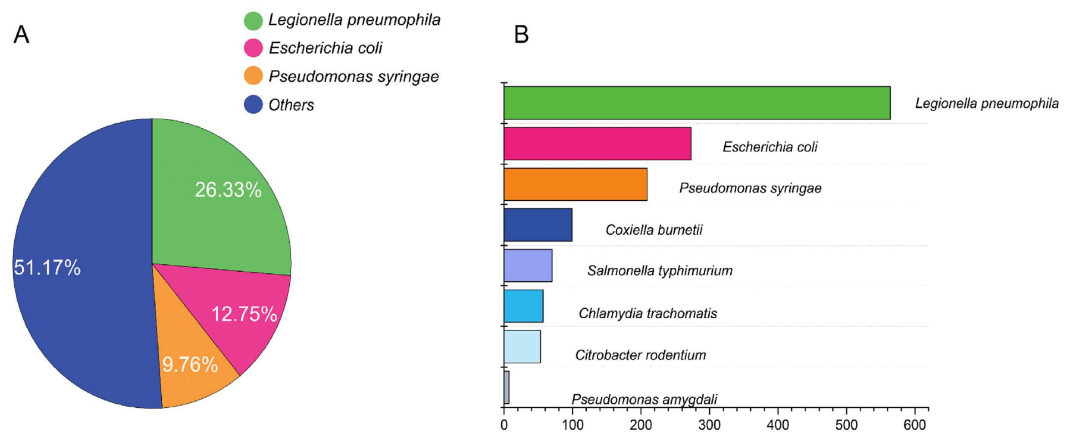 A
Legionella pneumophila
Escherichia coli
Pseudomonas syringae
Others
26.33%
51.17%
12.75%
9.76%
B
Legionella pneumophila
Escherichia coli
Pseudomonas syringae
Coxiella burnetii
Salmonella typhimurium
Chlamydia trachomatis
Citrobacter rodentium
Pseudomonas amygdali
0 100 200 300 400 500 600